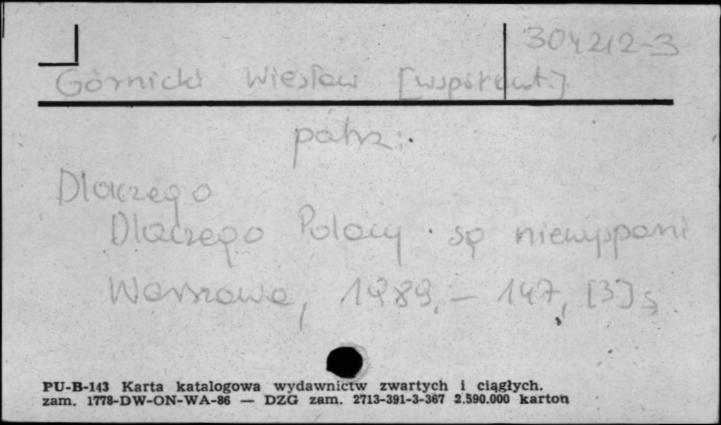 304212-3
Górnicki Wiesław [współaut.]
patrz:
Dlaczego
Dlaczego Polacy są niewyspani
Warszawa, 1989. – 147, [3] s
PU-B-143 Karta katalogowa wydawnictw zwartych i ciągłych.
zam. 1778-DW-ON-WA-86 — DZG zam. 2713-391-3-367 2.590.000 karton